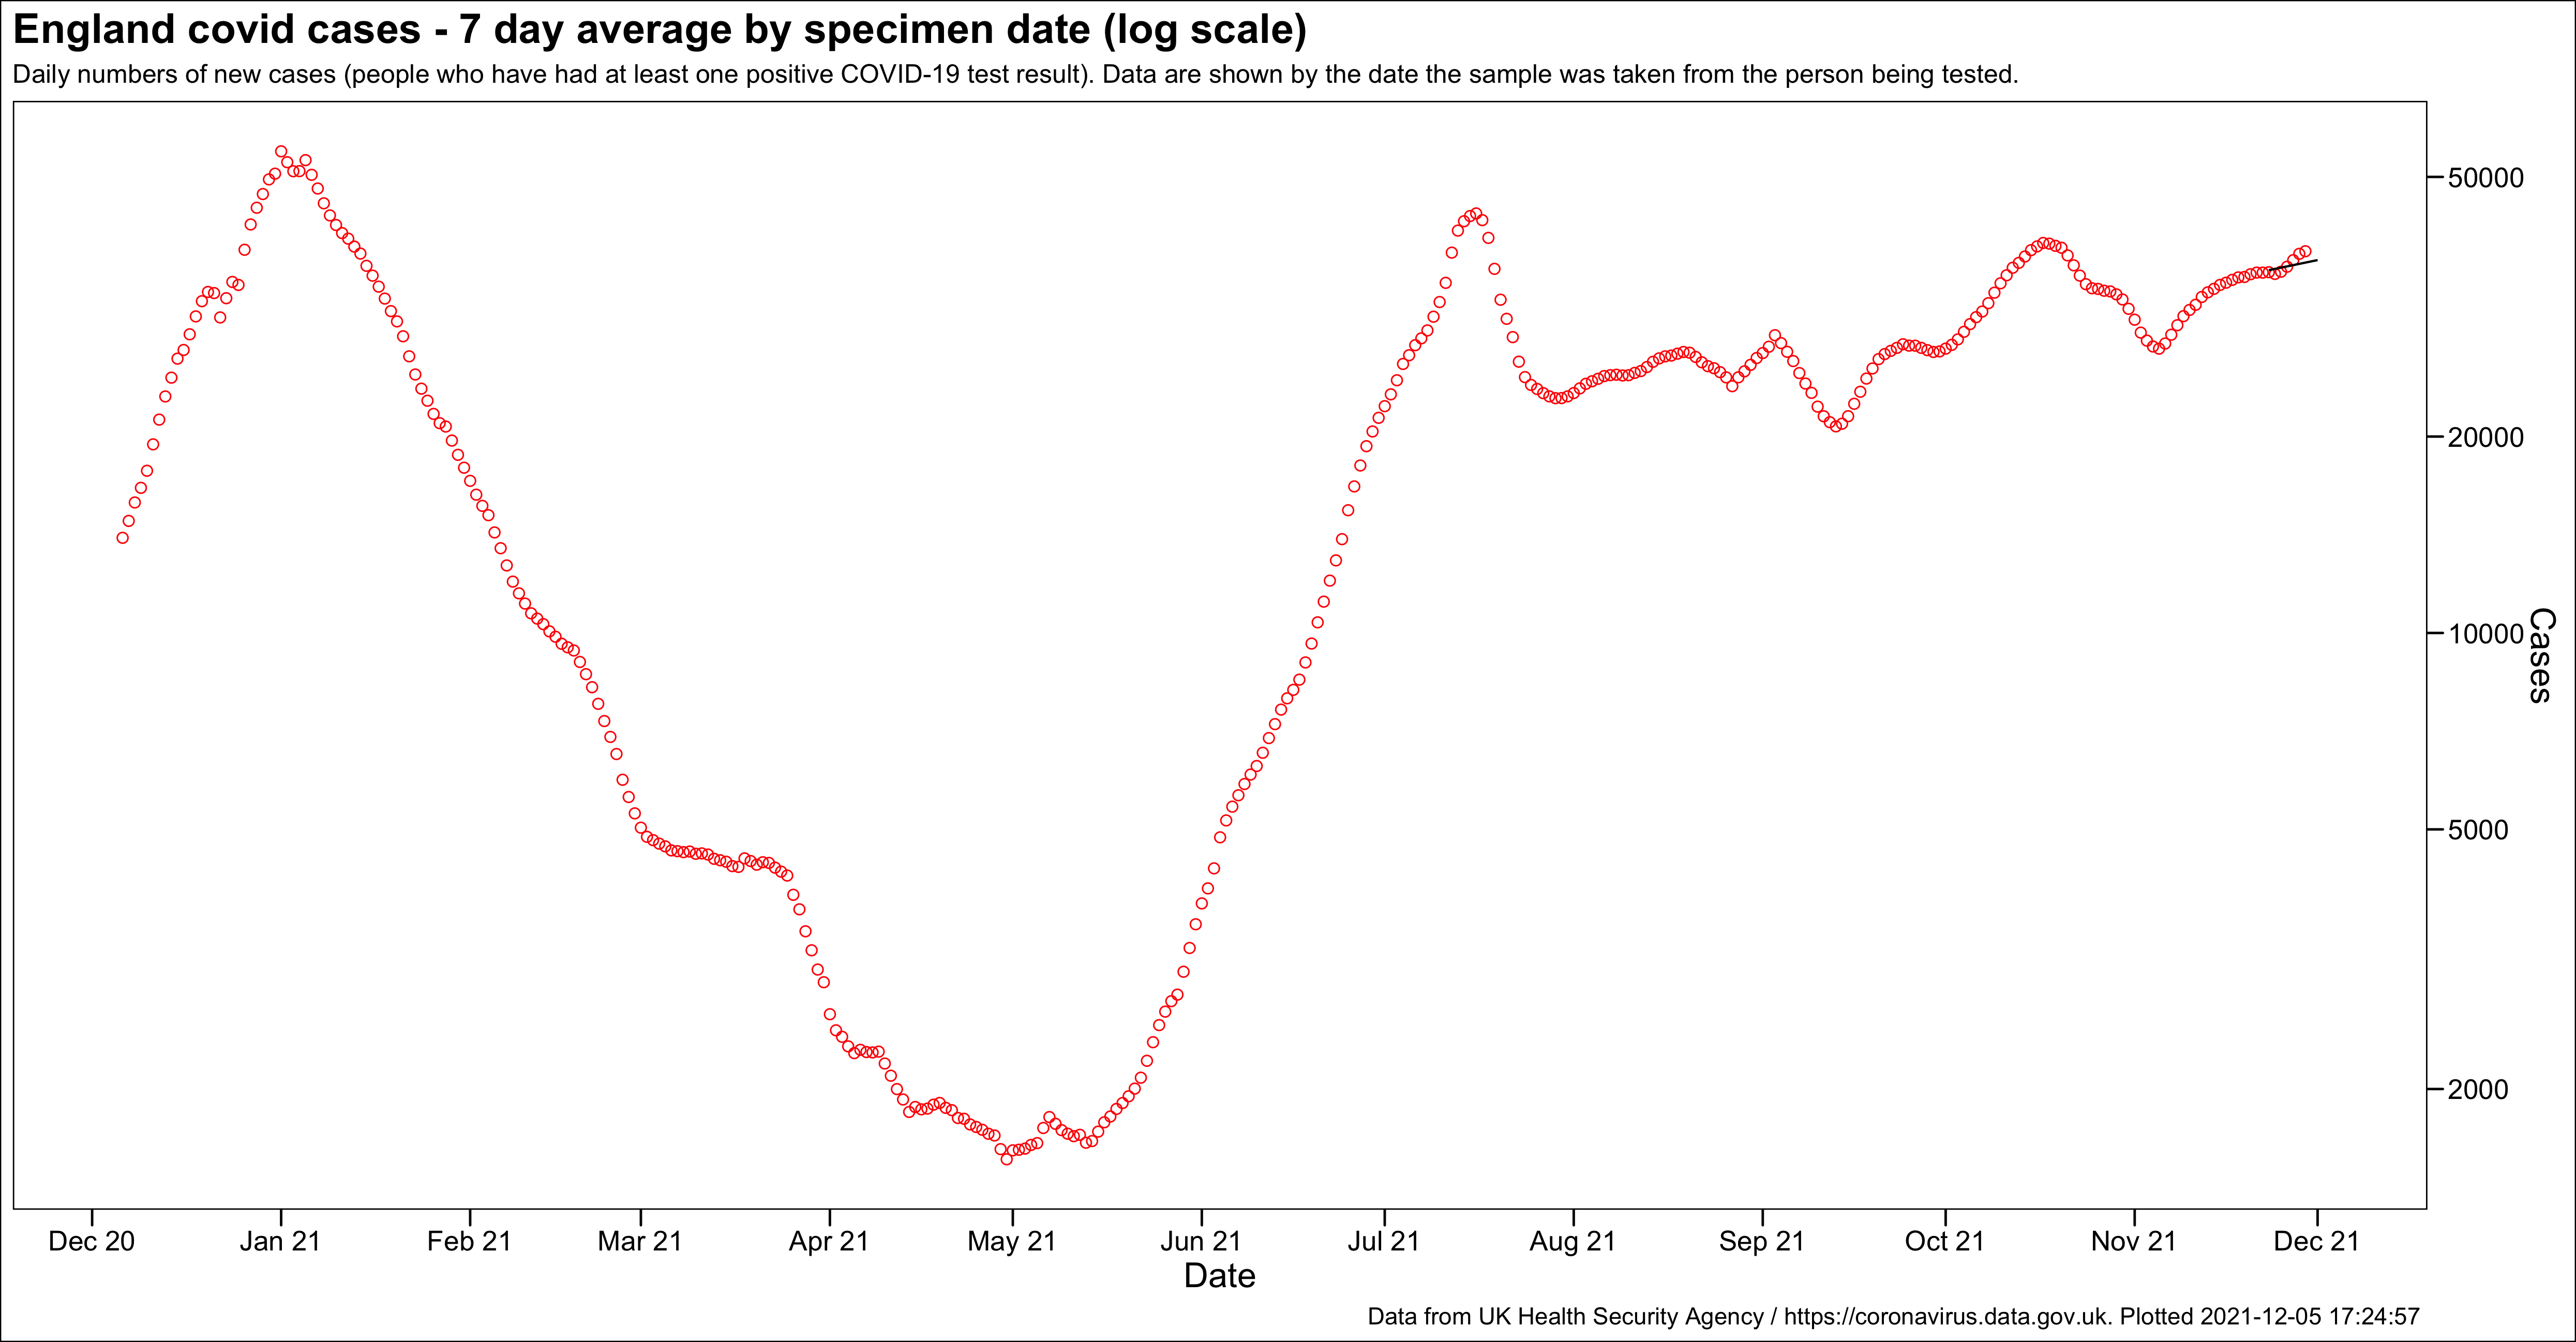 England covid cases - 7 day average by specimen date (log scale)
Daily numbers of new cases (people who have had at least one positive COVID-19 test result). Data are shown by the date the sample was taken from the person being tested.
50000
20000
10000
5000
2000
Cases
Dec 20 Jan 21 Feb 21 Mar 21 Apr 21 May 21 Jun 21 Jul 21 Aug 21 Sep 21 Oct 21 Nov 21 Dec 21
Date
Data from UK Health Security Agency / https://coronavirus.data.gov.uk. Plotted 2021-12-05 17:24:57